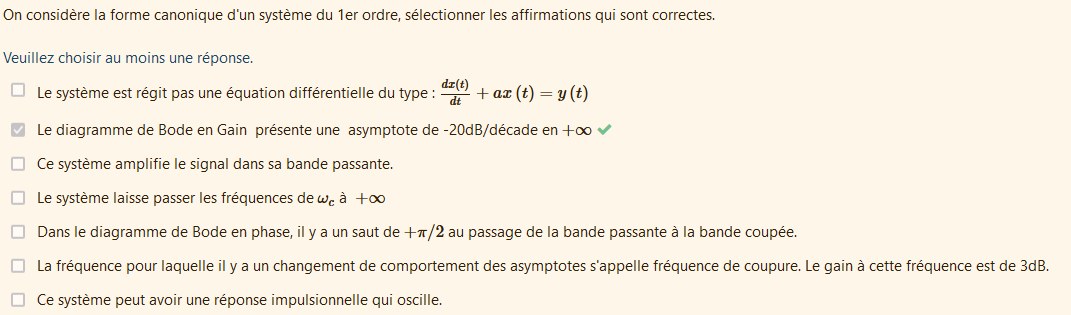 On considère la forme canonique d'un système du 1er ordre, sélectionner les affirmations qui sont correctes.
Veuillez choisir au moins une réponse.
Le système est régit pas une équation différentielle du type : dx(t)/dt + ax (t) = y (t)
Le diagramme de Bode en Gain présente une asymptote de -20dB/décade en +∞
Ce système amplifie le signal dans sa bande passante.
Le système laisse passer les fréquences de ωc à +∞
Dans le diagramme de Bode en phase, il y a un saut de +π/2 au passage de la bande passante à la bande coupée.
La fréquence pour laquelle il y a un changement de comportement des asymptotes s'appelle fréquence de coupure. Le gain à cette fréquence est de 3dB.
Ce système peut avoir une réponse impulsionnelle qui oscille.